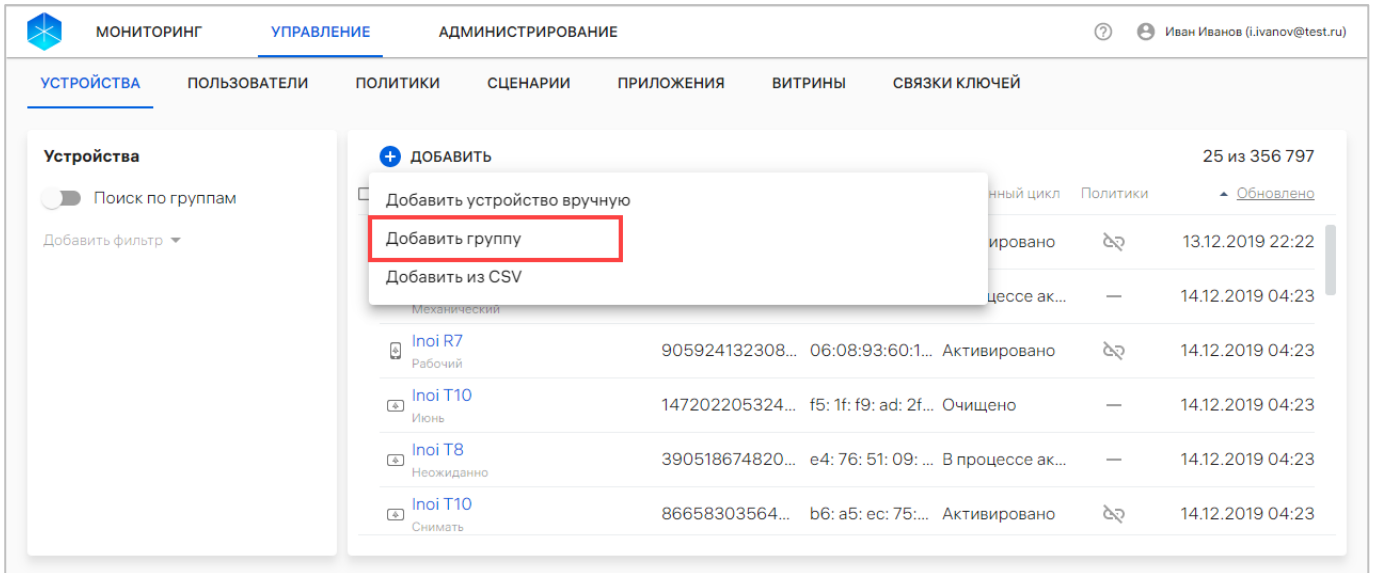 МОНИТОРИНГ УПРАВЛЕНИЕ АДМИНИСТРИРОВАНИЕ Иван Иванов (i.ivanov@test.ru)
УСТРОЙСТВА ПОЛЬЗОВАТЕЛИ ПОЛИТИКИ СЦЕНАРИИ ПРИЛОЖЕНИЯ ВИТРИНЫ СВЯЗКИ КЛЮЧЕЙ
Устройства
Поиск по группам
Добавить фильтр
ДОБАВИТЬ 25 из 356 797
Добавить устройство вручную
Добавить группу
Добавить из CSV
нный цикл Политики Обновлено
ировано 13.12.2019 22:22
цессе ак... — 14.12.2019 04:23
Механический
Inoi R7 905924132308... 06:08:93:60:1... Активировано 14.12.2019 04:23
Рабочий
Inoi T10 147202205324... f5: 1f: f9: ad: 2f... Очищено — 14.12.2019 04:23
Июнь
Inoi T8 390518674820... e4: 76: 51: 09: ... В процессе ак... — 14.12.2019 04:23
Неожиданно
Inoi T10 86658303564... b6: a5: ec: 75:... Активировано 14.12.2019 04:23
Снимать